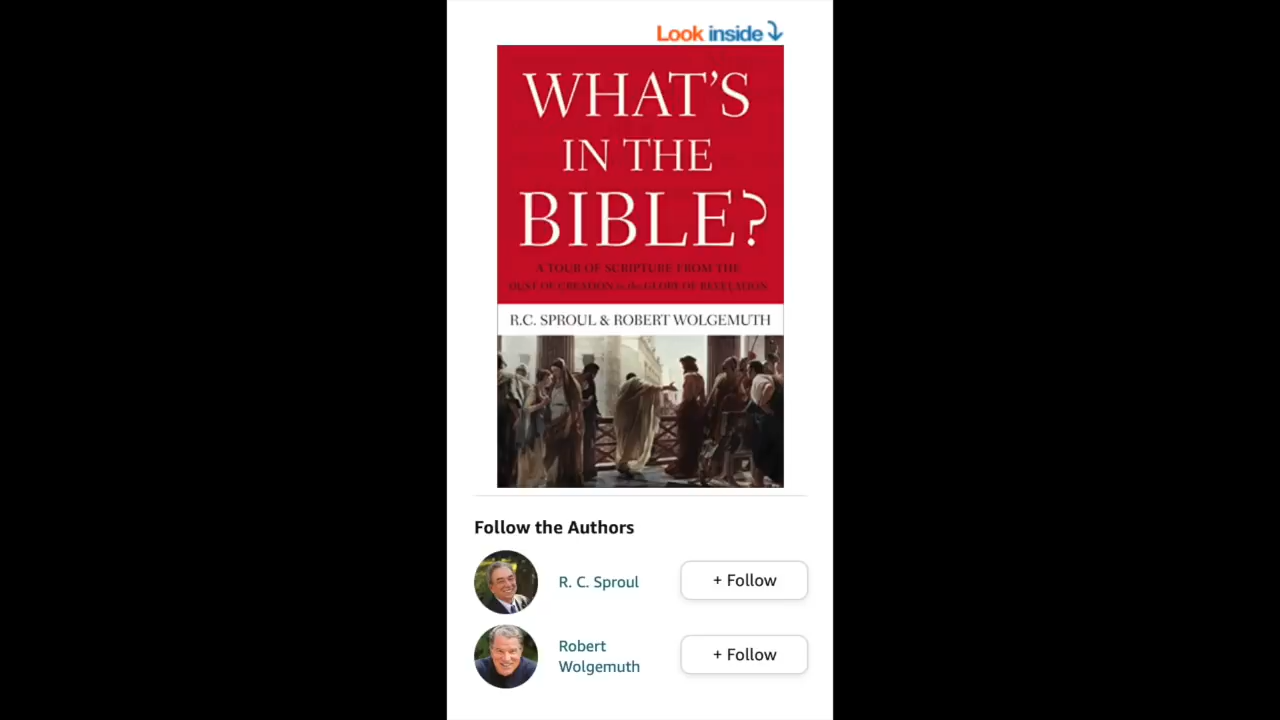 Look inside
WHAT'S
IN THE
BIBLE?
A TOUR OF SCRIPTURE FROM THE
DUST OF CREATION to the GLORY OF REVELATION
R.C. SPROUL & ROBERT WOLGEMUTH
Follow the Authors
R. C. Sproul
+ Follow
Robert
Wolgemuth
+ Follow